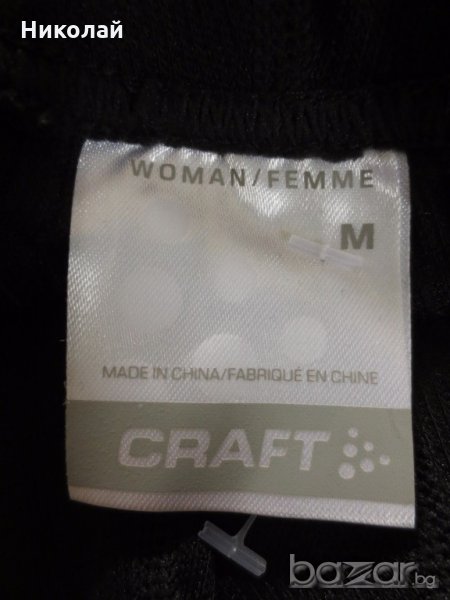 Николай
WOMAN/FEMME
M
MADE IN CHINA/FABRIQUÉ EN CHINE
CRAFT
bazar.bg